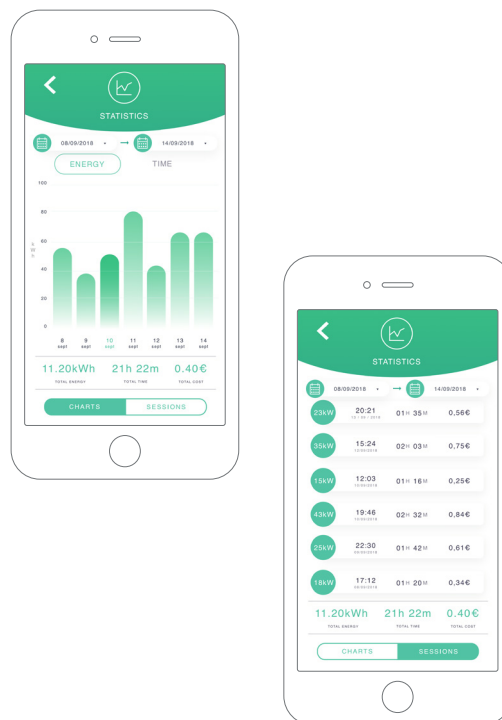 STATISTICS
08/09/2018
14/09/2018
ENERGY
TIME
100
80
60
40
20
0
kWh
8 sept
9 sept
10 sept
11 sept
12 sept
13 sept
14 sept
11.20kWh 21h 22m 0.40€
TOTAL ENERGY TOTAL TIME TOTAL COST
CHARTS SESSIONS
STATISTICS
08/09/2018
14/09/2018
23kW 20:21 01H 35M 0,56€
35kW 15:24 02H 03M 0,75€
15kW 12:03 01H 16M 0,25€
43kW 19:46 02H 32M 0,84€
25kW 22:30 01H 42M 0,61€
18kW 17:12 01H 20M 0,34€
11.20kWh 21h 22m 0.40€
TOTAL ENERGY TOTAL TIME TOTAL COST
CHARTS SESSIONS